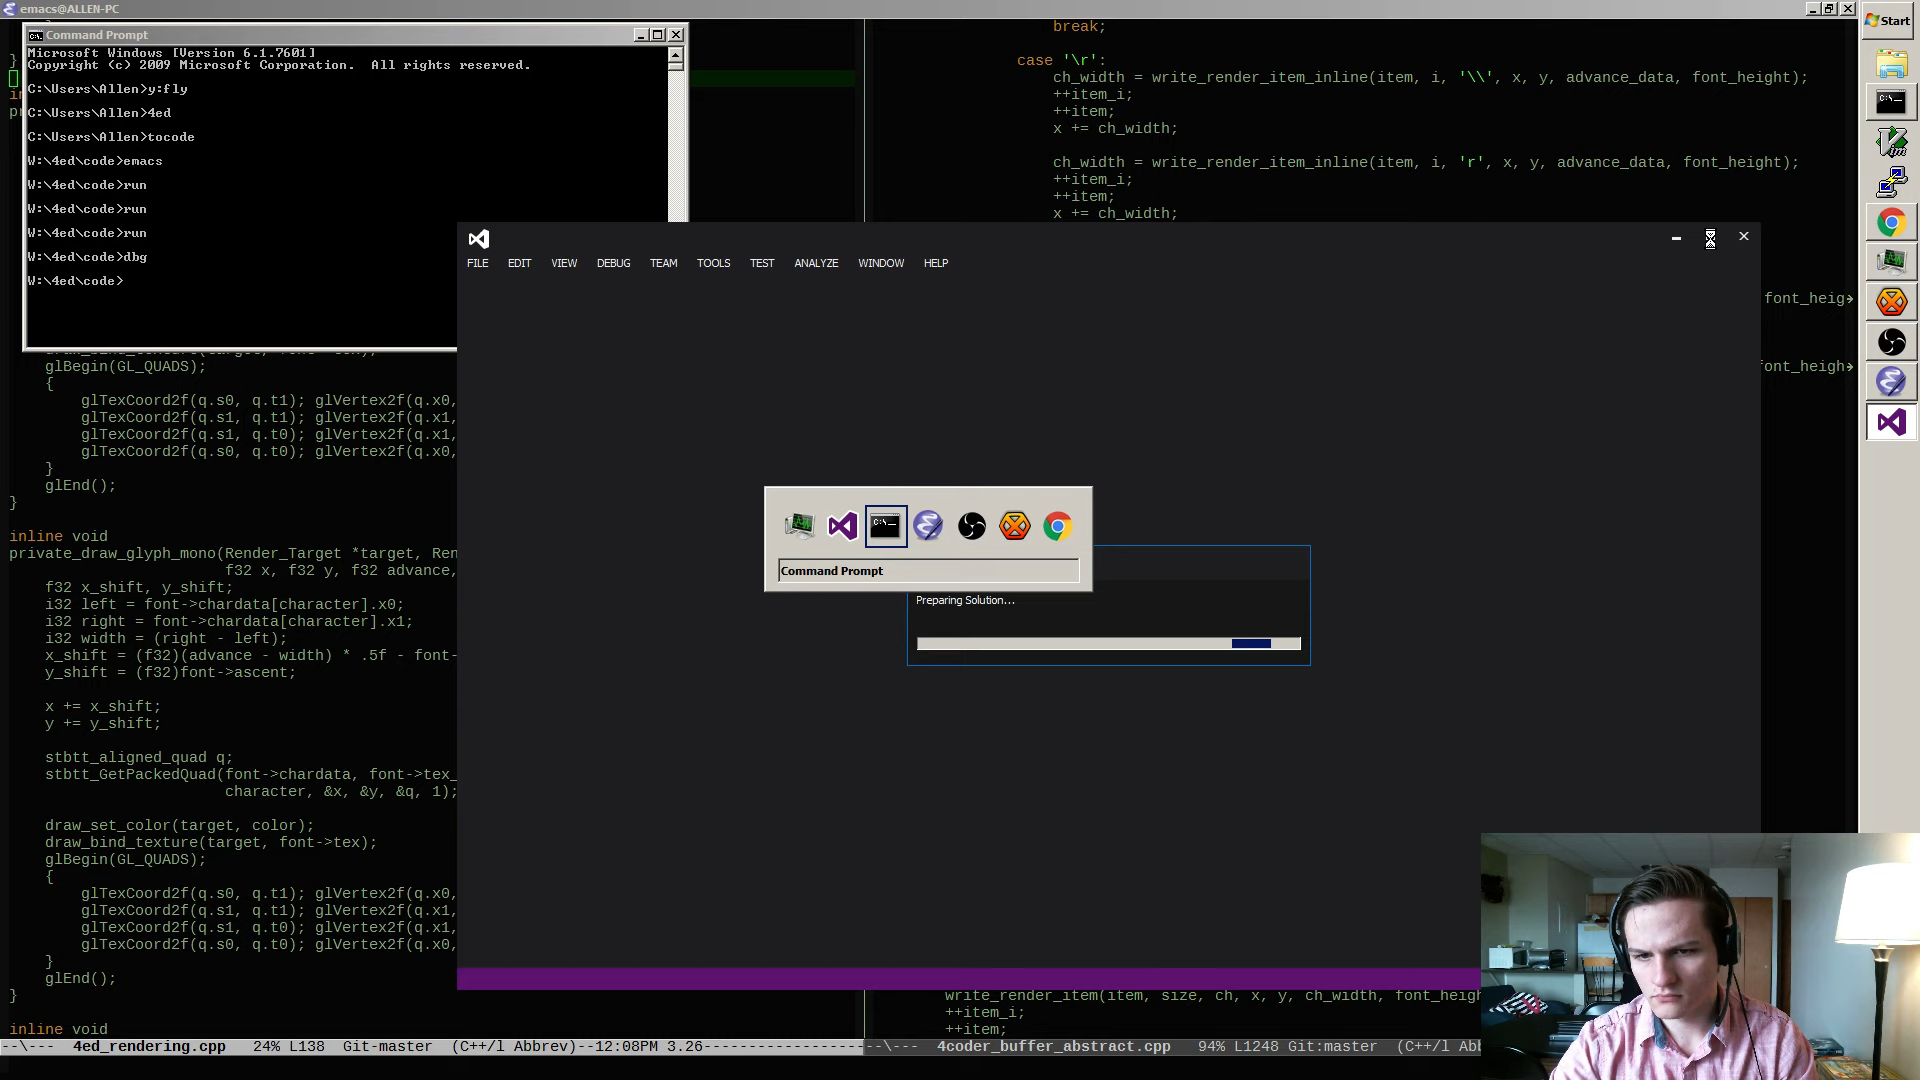 emacs@ALLEN-PC
Start
Command Prompt
Microsoft Windows [Version 6.1.7601]
Copyright (c) 2009 Microsoft Corporation.  All rights reserved.
C:\Users\Allen>y:fly
C:\Users\Allen>4ed
C:\Users\Allen>tocode
W:\4ed\code>emacs
W:\4ed\code>run
W:\4ed\code>run
W:\4ed\code>run
W:\4ed\code>dbg
W:\4ed\code>
}
glBegin(GL_QUADS);
{
glTexCoord2f(q.s0, q.t1); glVertex2f(q.x0,
glTexCoord2f(q.s1, q.t1); glVertex2f(q.x1,
glTexCoord2f(q.s1, q.t0); glVertex2f(q.x1,
glTexCoord2f(q.s0, q.t0); glVertex2f(q.x0,
}
glEnd();
}
inline void
private_draw_glyph_mono(Render_Target *target, Ren
f32 x, f32 y, f32 advance,
f32 x_shift, y_shift;
i32 left = font->chardata[character].x0;
i32 right = font->chardata[character].x1;
i32 width = (right - left);
x_shift = (f32)(advance - width) * .5f - font-
y_shift = (f32)font->ascent;
x += x_shift;
y += y_shift;
stbtt_aligned_quad q;
stbtt_GetPackedQuad(font->chardata, font->tex_
character, &x, &y, &q, 1);
draw_set_color(target, color);
draw_bind_texture(target, font->tex);
glBegin(GL_QUADS);
{
glTexCoord2f(q.s0, q.t1); glVertex2f(q.x0,
glTexCoord2f(q.s1, q.t1); glVertex2f(q.x1,
glTexCoord2f(q.s1, q.t0); glVertex2f(q.x1,
glTexCoord2f(q.s0, q.t0); glVertex2f(q.x0,
}
glEnd();
}
inline void
--\---  4ed_rendering.cpp   24% L138  Git-master  (C++/l Abbrev)--12:08PM 3.26
break;
case '\r':
ch_width = write_render_item_inline(item, i, '\\', x, y, advance_data, font_height);
++item_i;
++item;
x += ch_width;
ch_width = write_render_item_inline(item, i, 'r', x, y, advance_data, font_height);
++item_i;
++item;
x += ch_width;
font_heig
font_heigh
FILE EDIT VIEW DEBUG TEAM TOOLS TEST ANALYZE WINDOW HELP
Command Prompt
Preparing Solution...
write_render_item(item, size, ch, x, y, ch_width, font_heigh
++item_i;
++item;
--\---  4coder_buffer_abstract.cpp   94% L1248 Git:master  (C++/l Abb